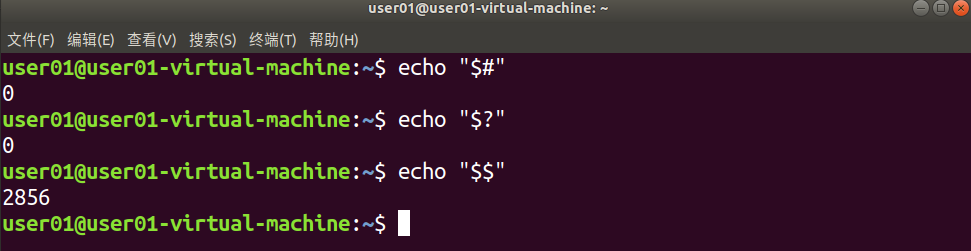 user01@user01-virtual-machine: ~
文件(F) 编辑(E) 查看(V) 搜索(S) 终端(T) 帮助(H)
user01@user01-virtual-machine:~$ echo "$#"
0
user01@user01-virtual-machine:~$ echo "$?"
0
user01@user01-virtual-machine:~$ echo "$$"
2856
user01@user01-virtual-machine:~$